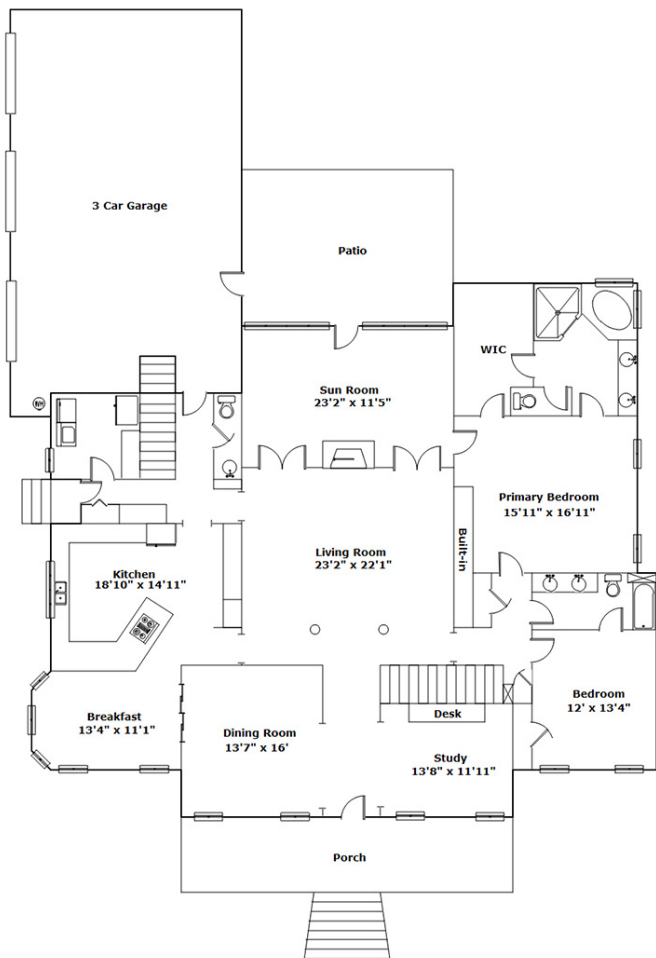 3 Car Garage
Patio
WIC
Sun Room
23'2" x 11'5"
WH
Primary Bedroom
15'11" x 16'11"
Built-in
Living Room
23'2" x 22'1"
Kitchen
18'10" x 14'11"
Bedroom
12' x 13'4"
Breakfast
13'4" x 11'1"
Desk
Dining Room
13'7" x 16'
Study
13'8" x 11'11"
Porch